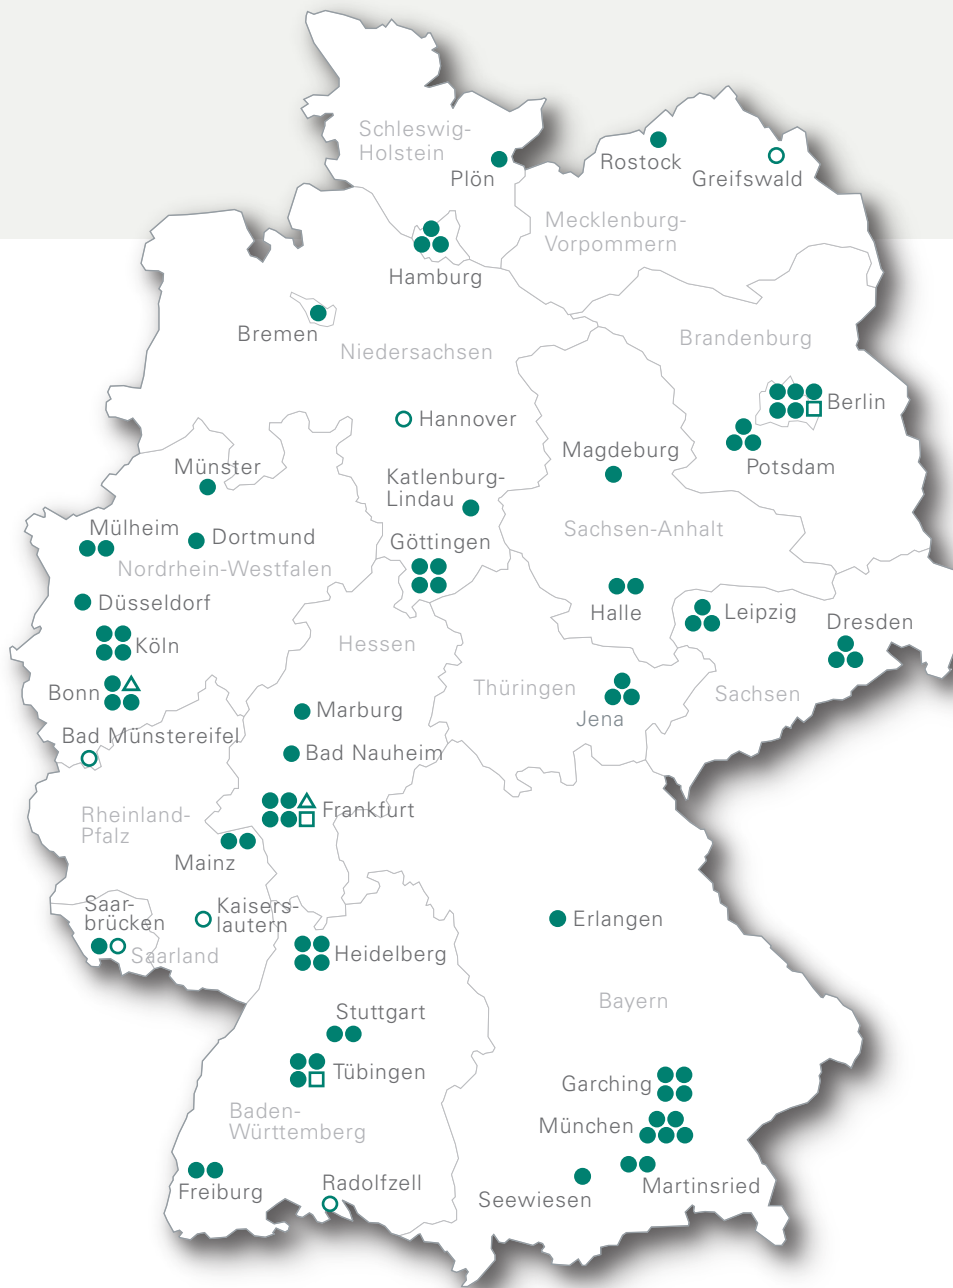 Schleswig-
Holstein
Plön
Rostock
Greifswald
Mecklenburg-
Vorpommern
Hamburg
Bremen
Niedersachsen
Brandenburg
Berlin
Hannover
Potsdam
Magdeburg
Münster
Katlenburg-
Lindau
Mülheim
Dortmund
Göttingen
Sachsen-Anhalt
Nordrhein-Westfalen
Düsseldorf
Halle
Leipzig
Dresden
Köln
Hessen
Thüringen
Sachsen
Bonn
Jena
Marburg
Bad Münstereifel
Bad Nauheim
Rheinland-
Pfalz
Frankfurt
Mainz
Saar-
brücken
Kaisers-
lautern
Saarland
Erlangen
Heidelberg
Bayern
Stuttgart
Tübingen
Garching
Baden-
Württemberg
München
Freiburg
Radolfzell
Seewiesen
Martinsried